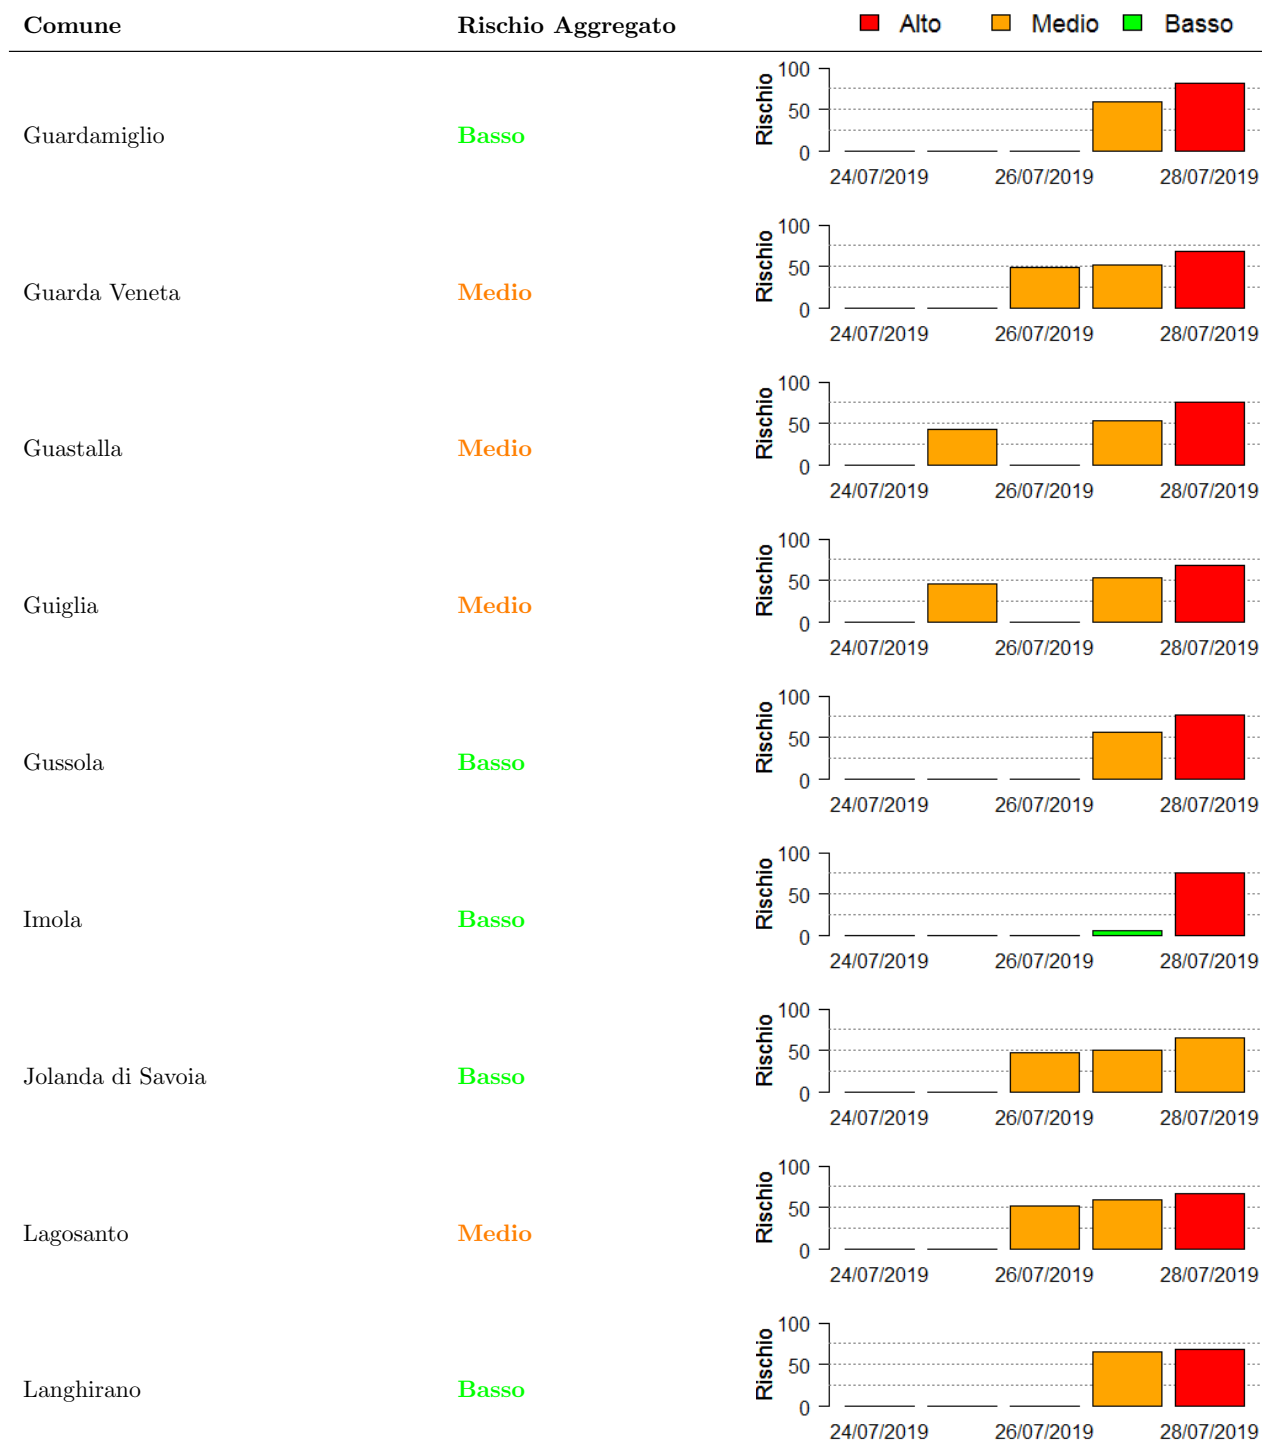 Comune Rischio Aggregato Alto Medio Basso
Guardamiglio Basso Rischio 100 50 0
24/07/2019 26/07/2019 28/07/2019
Guarda Veneta Medio Rischio 100 50 0
24/07/2019 26/07/2019 28/07/2019
Guastalla Medio Rischio 100 50 0
24/07/2019 26/07/2019 28/07/2019
Guiglia Medio Rischio 100 50 0
24/07/2019 26/07/2019 28/07/2019
Gussola Basso Rischio 100 50 0
24/07/2019 26/07/2019 28/07/2019
Imola Basso Rischio 100 50 0
24/07/2019 26/07/2019 28/07/2019
Jolanda di Savoia Basso Rischio 100 50 0
24/07/2019 26/07/2019 28/07/2019
Lagosanto Medio Rischio 100 50 0
24/07/2019 26/07/2019 28/07/2019
Langhirano Basso Rischio 100 50 0
24/07/2019 26/07/2019 28/07/2019